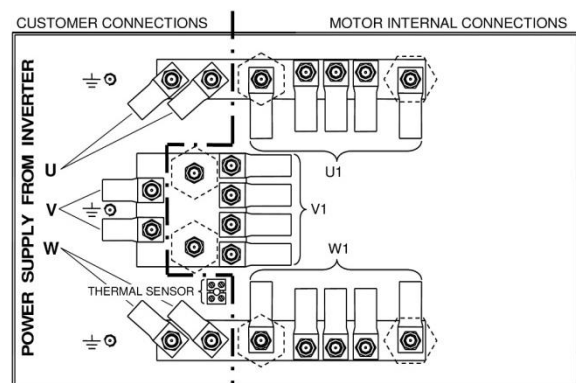 CUSTOMER CONNECTIONS
MOTOR INTERNAL CONNECTIONS
POWER SUPPLY FROM INVERTER
U
V
W
U1
V1
W1
THERMAL SENSOR